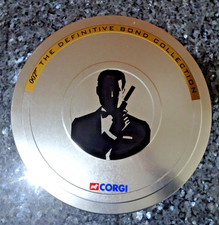 007 THE DEFINITIVE BOND COLLECTION
CORGI